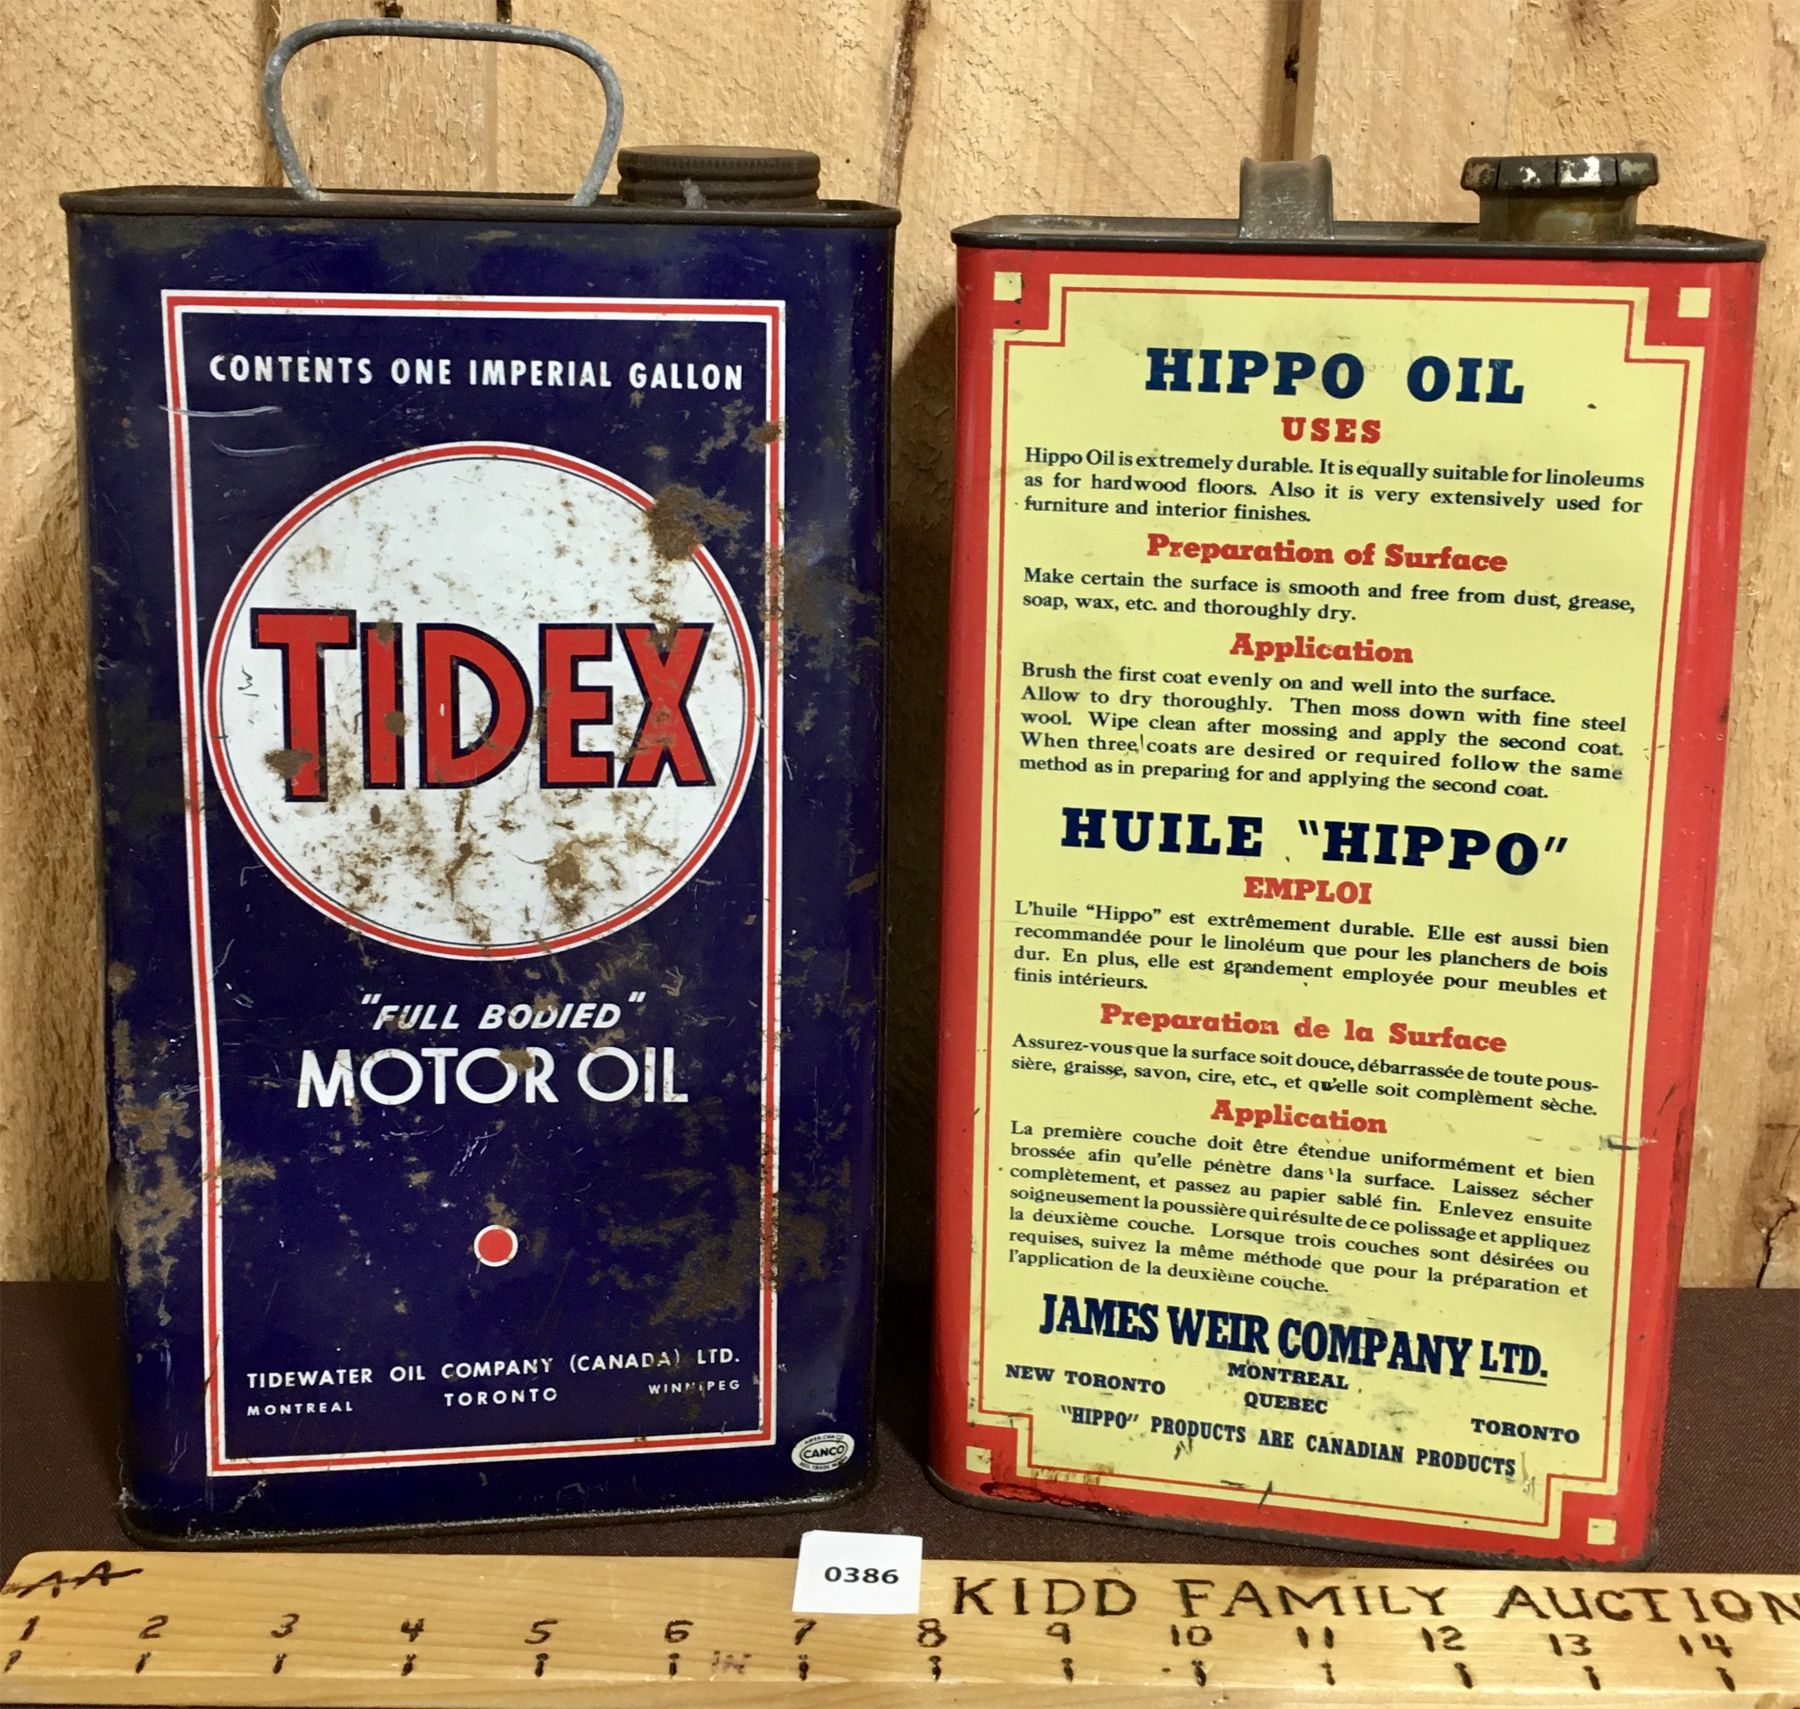 CONTENTS ONE IMPERIAL GALLON
TIDEX
"FULL BODIED"
MOTOR OIL
TIDEWATER OIL COMPANY (CANADA) LTD.
MONTREAL TORONTO WINNIPEG
CANCO
HIPPO OIL
USES
Hippo Oil is extremely durable. It is equally suitable for linoleums
as for hardwood floors. Also it is very extensively used for
furniture and interior finishes.
Preparation of Surface
Make certain the surface is smooth and free from dust, grease,
soap, wax, etc. and thoroughly dry.
Application
Brush the first coat evenly on and well into the surface.
Allow to dry thoroughly. Then moss down with fine steel
wool. Wipe clean after mossing and apply the second coat.
When three coats are desired or required follow the same
method as in preparing for and applying the second coat.
HUILE "HIPPO"
EMPLOI
L'huile "Hippo" est extrêmement durable. Elle est aussi bien
recommandée pour le linoléum que pour les planchers de bois
dur. En plus, elle est grandement employée pour meubles et
finis intérieurs.
Preparation de la Surface
Assurez-vous que la surface soit douce, débarrassée de toute pous-
sière, graisse, savon, cire, etc., et qu'elle soit complèment sèche.
Application
La première couche doit être étendue uniformément et bien
brossée afin qu'elle pénètre dans la surface. Laissez sécher
complètement, et passez au papier sablé fin. Enlevez ensuite
soigneusement la poussière qui résulte de ce polissage et appliquez
la deuxième couche. Lorsque trois couches sont désirées ou
requises, suivez la même méthode que pour la préparation et
l'application de la deuxième couche.
JAMES WEIR COMPANY LTD.
NEW TORONTO MONTREAL QUEBEC TORONTO
"HIPPO" PRODUCTS ARE CANADIAN PRODUCTS
0386
AA KIDD FAMILY AUCTION
1 2 3 4 5 6 7 8 9 10 11 12 13 14
IN